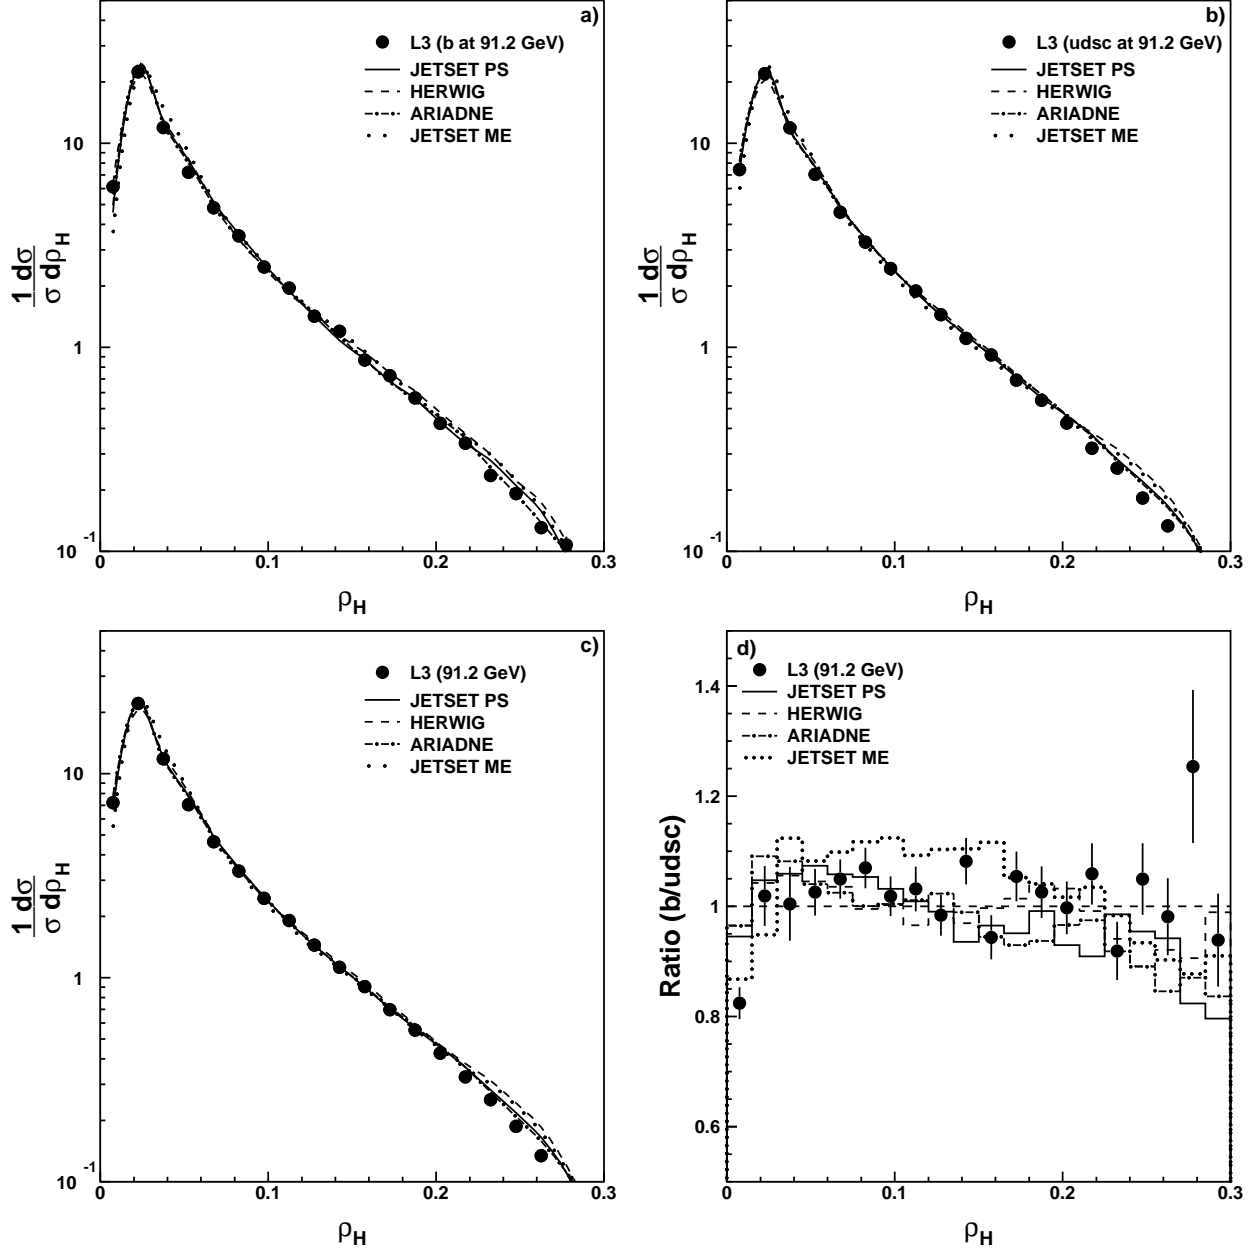 a)
L3 (b at 91.2 GeV)
JETSET PS
HERWIG
ARIADNE
JETSET ME
10
1
10 -1
0
0.1
0.2
0.3
ρH
1 dσ
σ dρH
b)
L3 (udsc at 91.2 GeV)
JETSET PS
HERWIG
ARIADNE
JETSET ME
10
1
10 -1
0
0.1
0.2
0.3
ρH
1 dσ
σ dρH
c)
L3 (91.2 GeV)
JETSET PS
HERWIG
ARIADNE
JETSET ME
10
1
10 -1
0
0.1
0.2
0.3
ρH
1 dσ
σ dρH
d)
L3 (91.2 GeV)
JETSET PS
HERWIG
ARIADNE
JETSET ME
1.4
1.2
1
0.8
0.6
0
0.1
0.2
0.3
ρH
Ratio (b/udsc)